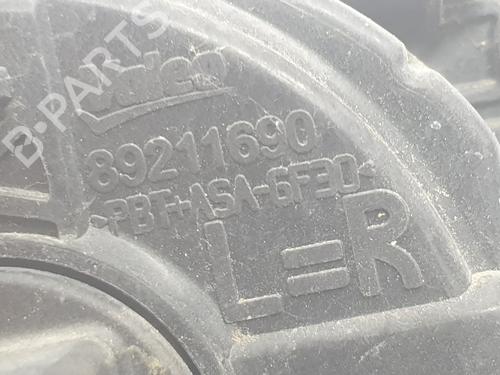 B-PARTS
Valeo
89211690
>PBT+ASA-GF30<
L=R